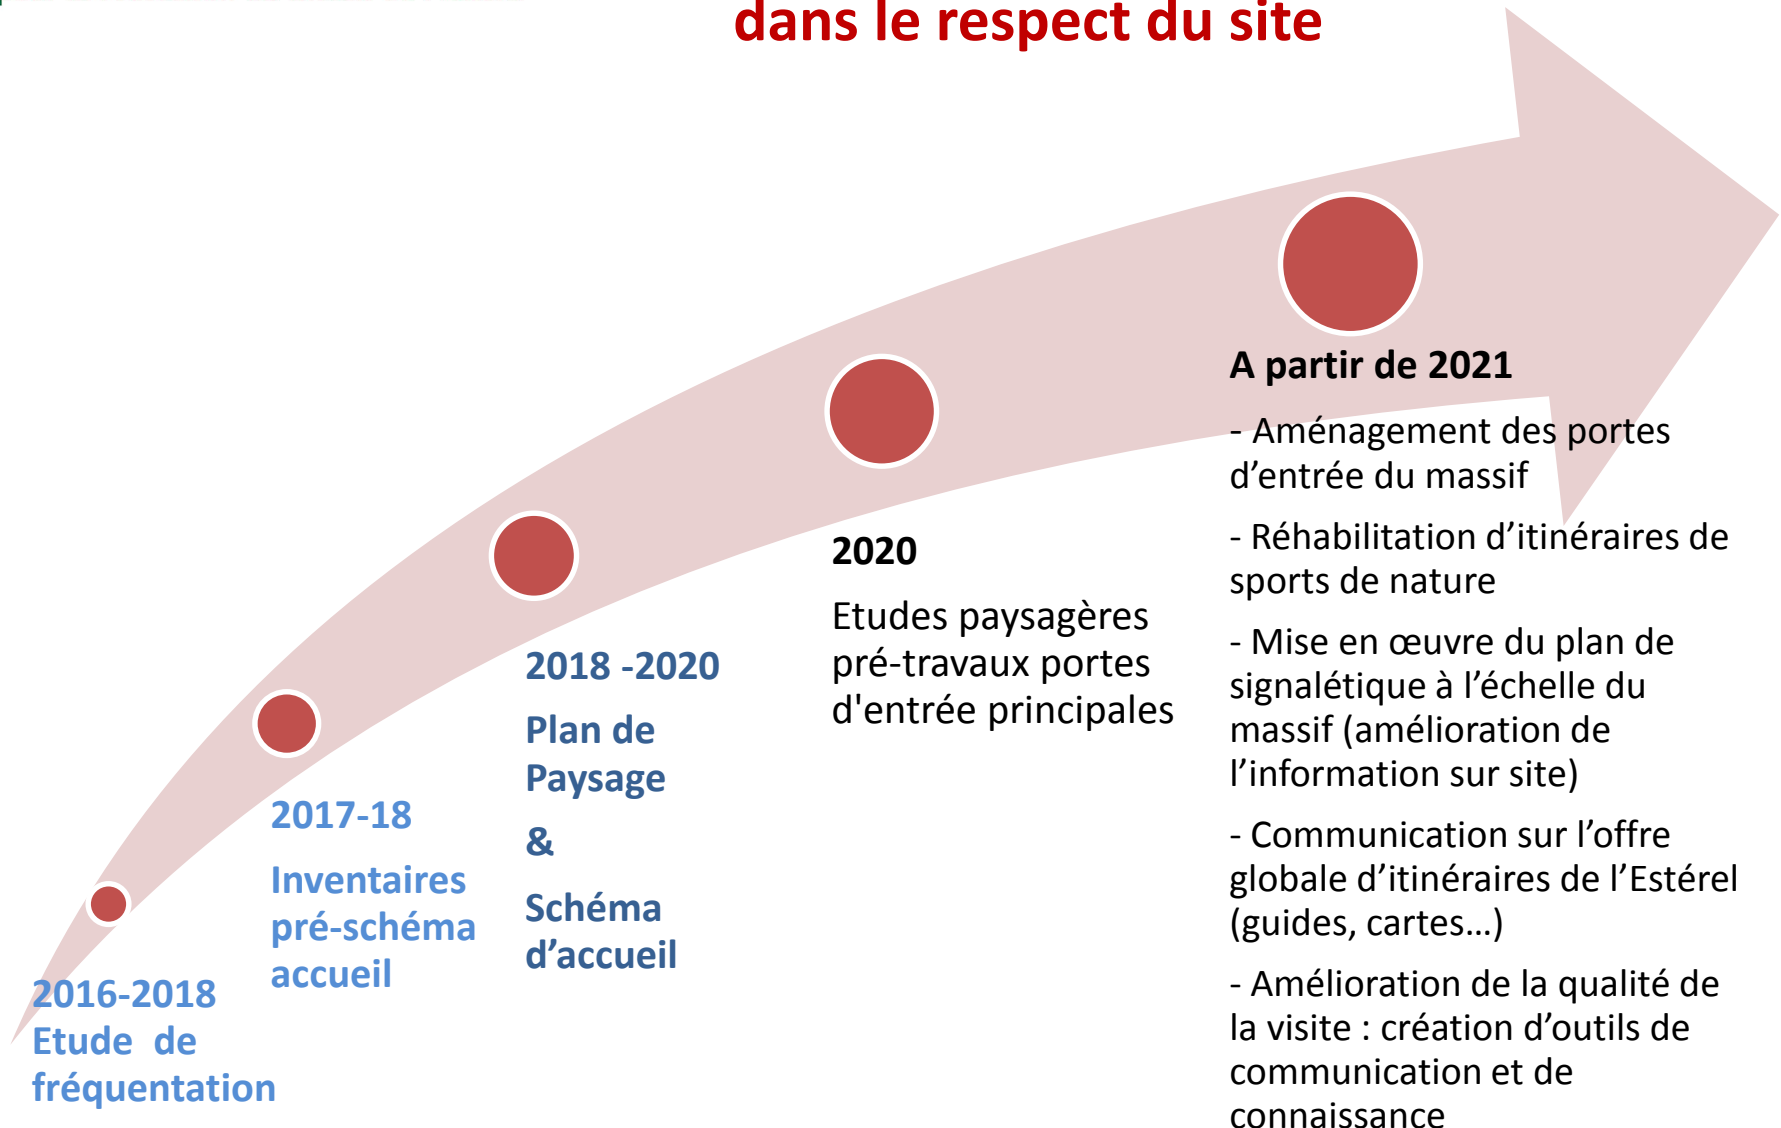 dans le respect du site
2016-2018
Etude de
fréquentation
2017-18
Inventaires
pré-schéma
accueil
2018 -2020
Plan de
Paysage
&
Schéma
d’accueil
2020
Etudes paysagères
pré-travaux portes
d'entrée principales
A partir de 2021
- Aménagement des portes
d’entrée du massif
- Réhabilitation d’itinéraires de
sports de nature
- Mise en œuvre du plan de
signalétique à l’échelle du
massif (amélioration de
l’information sur site)
- Communication sur l’offre
globale d’itinéraires de l’Estérel
(guides, cartes…)
- Amélioration de la qualité de
la visite : création d’outils de
communication et de
connaissance